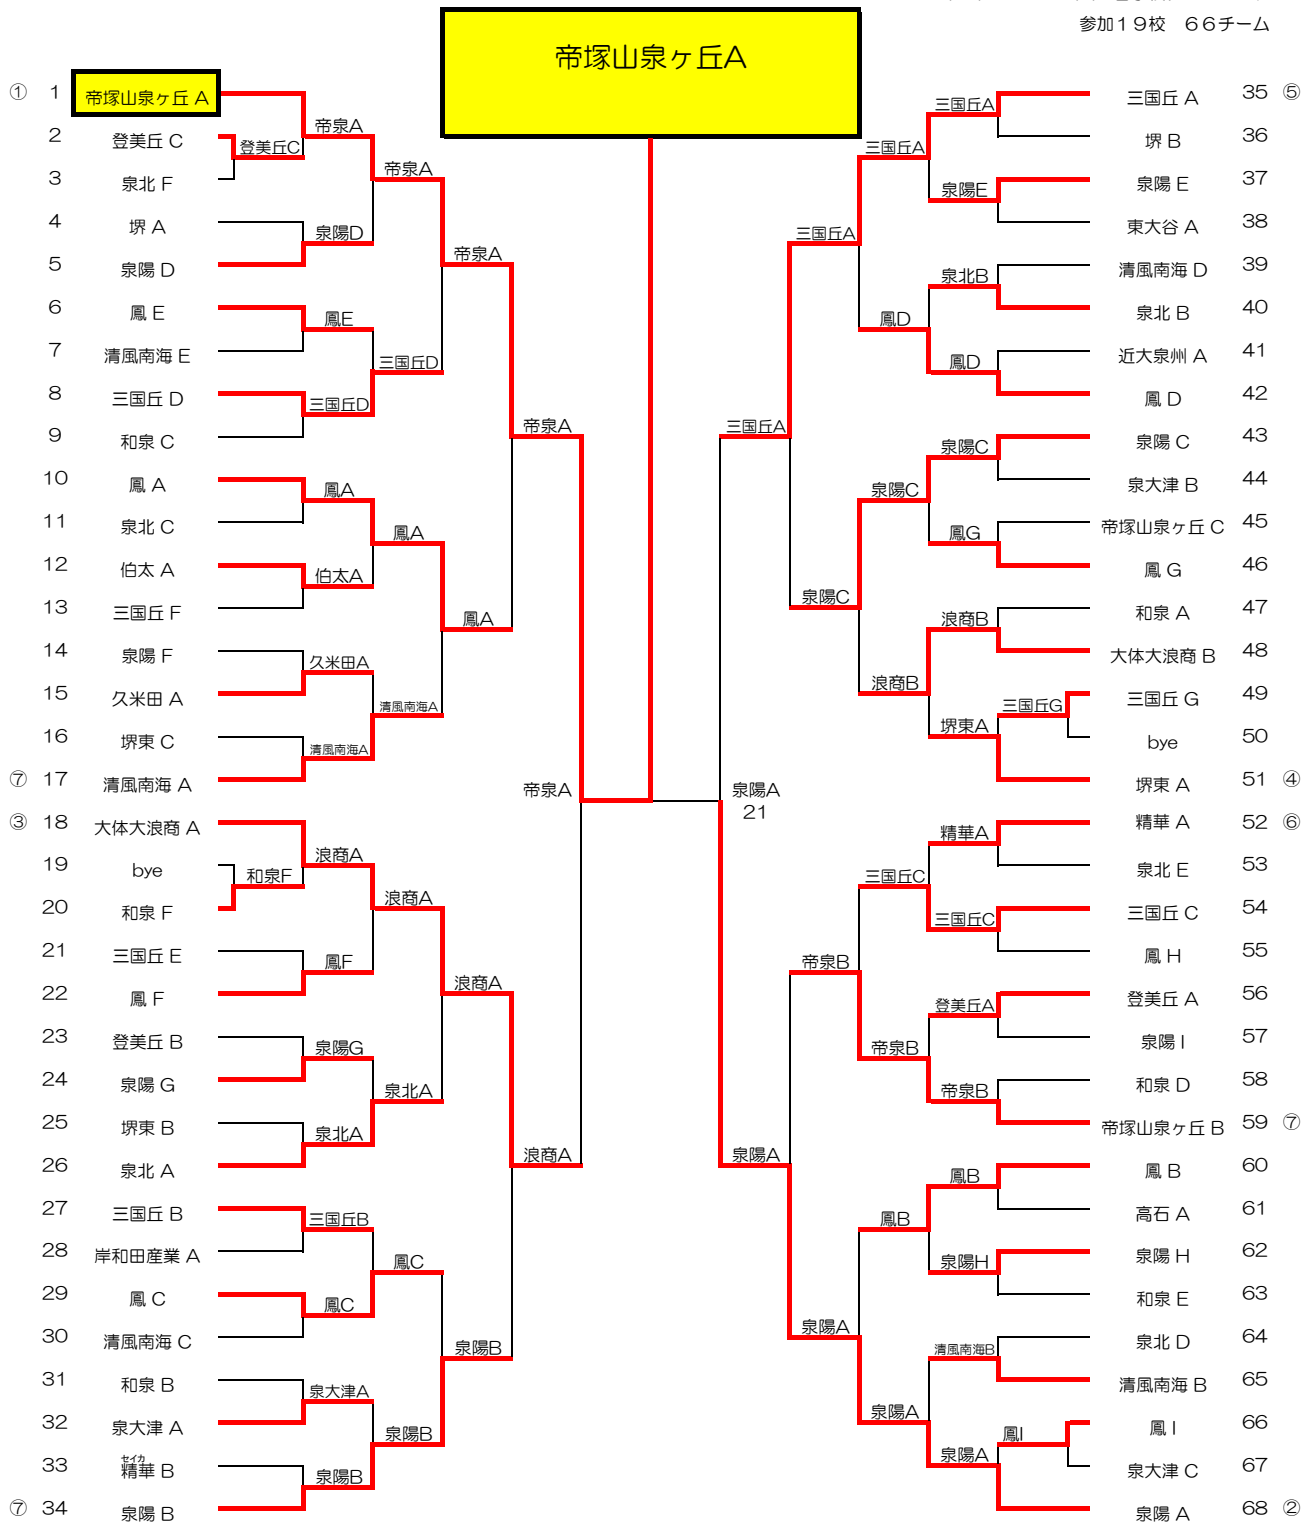 参加19校 66チーム
帝塚山泉ヶ丘A
① 1 帝塚山泉ヶ丘 A
2 登美丘 C
3 泉北 F
4 堺 A
5 泉陽 D
6 鳳 E
7 清風南海 E
8 三国丘 D
9 和泉 C
10 鳳 A
11 泉北 C
12 伯太 A
13 三国丘 F
14 泉陽 F
15 久米田 A
16 堺東 C
⑦ 17 清風南海 A
③ 18 大体大浪商 A
19 bye
20 和泉 F
21 三国丘 E
22 鳳 F
23 登美丘 B
24 泉陽 G
25 堺東 B
26 泉北 A
27 三国丘 B
28 岸和田産業 A
29 鳳 C
30 清風南海 C
31 和泉 B
32 泉大津 A
セイカ
33 精華 B
⑦ 34 泉陽 B
登美丘C
和泉F
帝泉A
泉陽D
鳳E
三国丘D
鳳A
伯太A
久米田A
清風南海A
浪商A
鳳F
泉陽G
泉北A
三国丘B
鳳C
泉大津A
泉陽B
帝泉A
三国丘D
鳳A
清風南海A
浪商A
泉北A
鳳C
泉陽B
帝泉A
鳳A
浪商A
泉陽B
帝泉A
浪商A
帝泉A
泉陽A
21
三国丘A
泉陽A
三国丘A
泉陽C
帝泉B
泉陽A
三国丘A
鳳D
泉陽C
浪商B
三国丘C
帝泉B
鳳B
泉陽A
三国丘A
泉陽E
泉北B
鳳D
泉陽C
鳳G
浪商B
堺東A
精華A
三国丘C
登美丘A
帝泉B
鳳B
泉陽H
清風南海B
泉陽A
三国丘G
鳳I
三国丘 A 35 ⑤
堺 B 36
泉陽 E 37
東大谷 A 38
清風南海 D 39
泉北 B 40
近大泉州 A 41
鳳 D 42
泉陽 C 43
泉大津 B 44
帝塚山泉ヶ丘 C 45
鳳 G 46
和泉 A 47
大体大浪商 B 48
三国丘 G 49
bye 50
堺東 A 51 ④
精華 A 52 ⑥
泉北 E 53
三国丘 C 54
鳳 H 55
登美丘 A 56
泉陽 I 57
和泉 D 58
帝塚山泉ヶ丘 B 59 ⑦
鳳 B 60
高石 A 61
泉陽 H 62
和泉 E 63
泉北 D 64
清風南海 B 65
鳳 I 66
泉大津 C 67
泉陽 A 68 ②